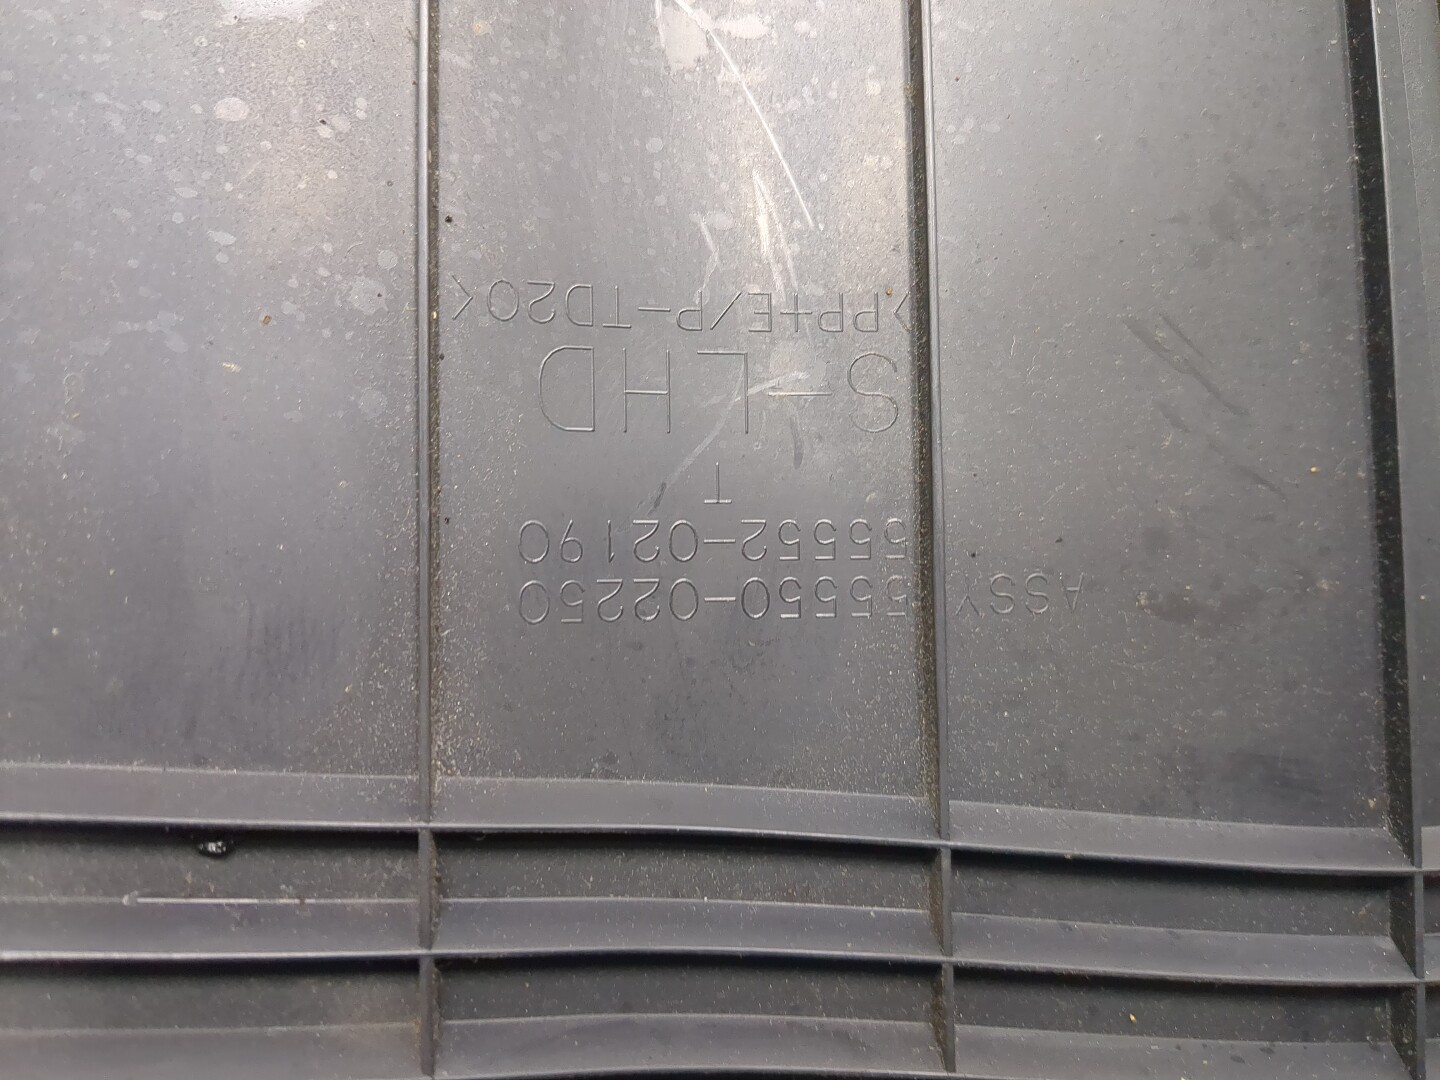 ASSY 55550-02250
55552-02190
T
S-LHD
>PP+E/P-TD20<